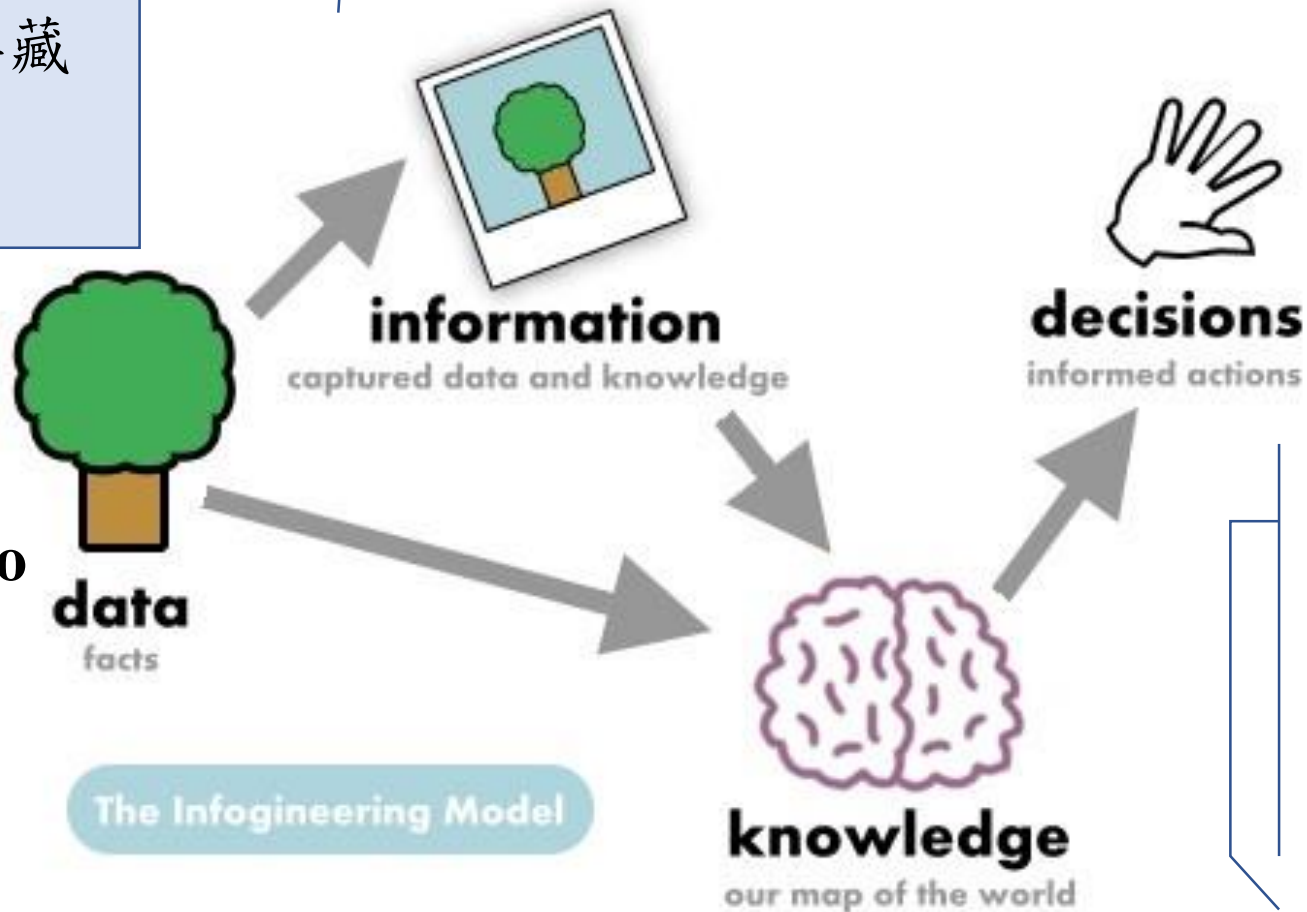 藏
information
captured data and knowledge
decisions
informed actions
o
data
facts
The Infogineering Model
knowledge
our map of the world